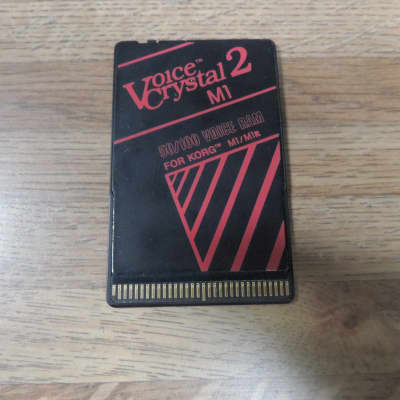 Voice™
Crystal 2
M1
50/100 VOICE RAM
FOR KORG™ M1/M1R